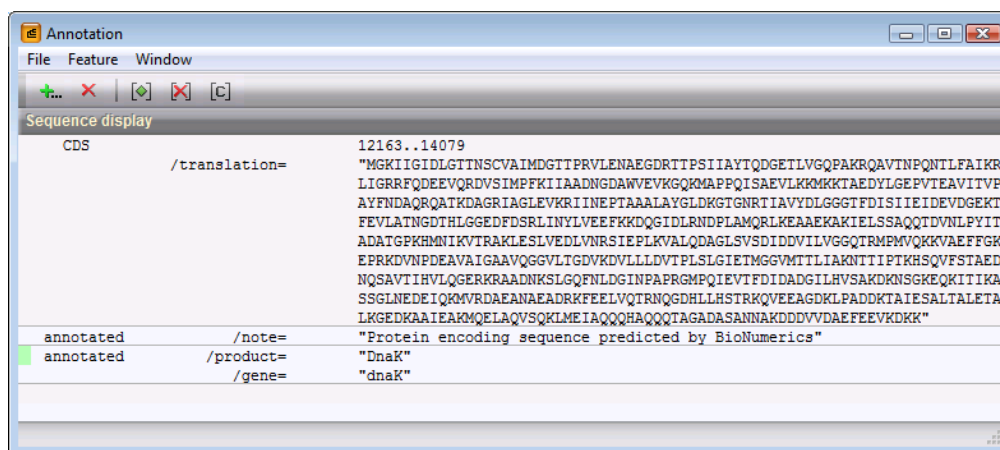 Annotation
File Feature Window
[C]
Sequence display
CDS 12163..14079
/translation= "MGKIIGIDLGTTNSCVAIMDGTTPRVLENAEGDRTTPSIIAYTQDGETLVGQPAKRQAVTNPQNTLFAIKR
LIGRRFQDEEVQRDVSIMPFKIIAADNGDAWVEVKGQKMAPPQISAEVLKKMKKTAEDYLGEPVTEAVITVP
AYFNDAQRQATKDAGRIAGLEVKRIINEPTAAALAYGLDKGTGNRTIAVYDLGGGTFDISIIEIDEVDGEKT
FEVLATNGDTHLGGEDFDSRLINYLVEEFKKDQGIDLRNDPLAMQRLKEAAEKAKIELSSAQQTDVNLPYIT
ADATGPKHMNIKVTRAKLESLVEDLVNRSIEPLKVALQDAGLSVSDIDDVILVGGQTRMPMVQKKVAEFFGK
EPRKDVNPDEAVAIGAAVQGGVLTGDVKDVLLLDVTPLSLGIETMGGVMTTLIAKNTTIPTKHSQVFSTAED
NQSAVTIHVLQGERKRAADNKSLGQFNLDGINPAPRGMPQIEVTFDIDADGILHVSAKDKNSGKEQKITIKA
SSGLNEDEIQKMVRDAEANAEADRKFEELVQTRNQGDHLLHSTRKQVEEAGDKLPADDKTAIESALTALETA
LKGEDKAAIEAKMQELAQVSQKLMEIAQQQHAQQQTAGADASANNAKDDDVVDAEFEEVKDKK"
annotated /note= "Protein encoding sequence predicted by BioNumerics"
annotated /product= "DnaK"
/gene= "dnaK"